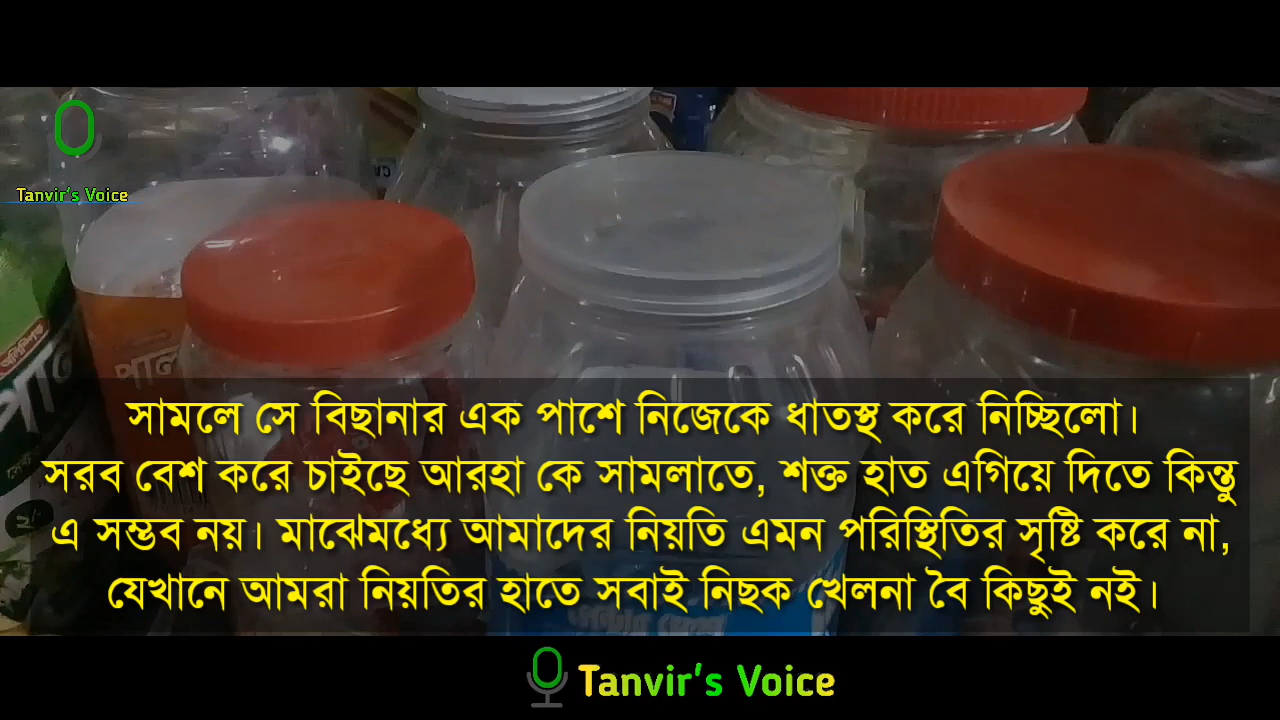 Tanvir's Voice
পান
2/-
সামলে সে বিছানার এক পাশে নিজেকে ধাতস্থ করে নিচ্ছিলো।
সরব বেশ করে চাইছে আরহা কে সামলাতে, শক্ত হাত এগিয়ে দিতে কিন্তু
এ সম্ভব নয়। মাঝেমধ্যে আমাদের নিয়তি এমন পরিস্থিতির সৃষ্টি করে না,
যেখানে আমরা নিয়তির হাতে সবাই নিছক খেলনা বৈ কিছুই নই।
Tanvir's Voice